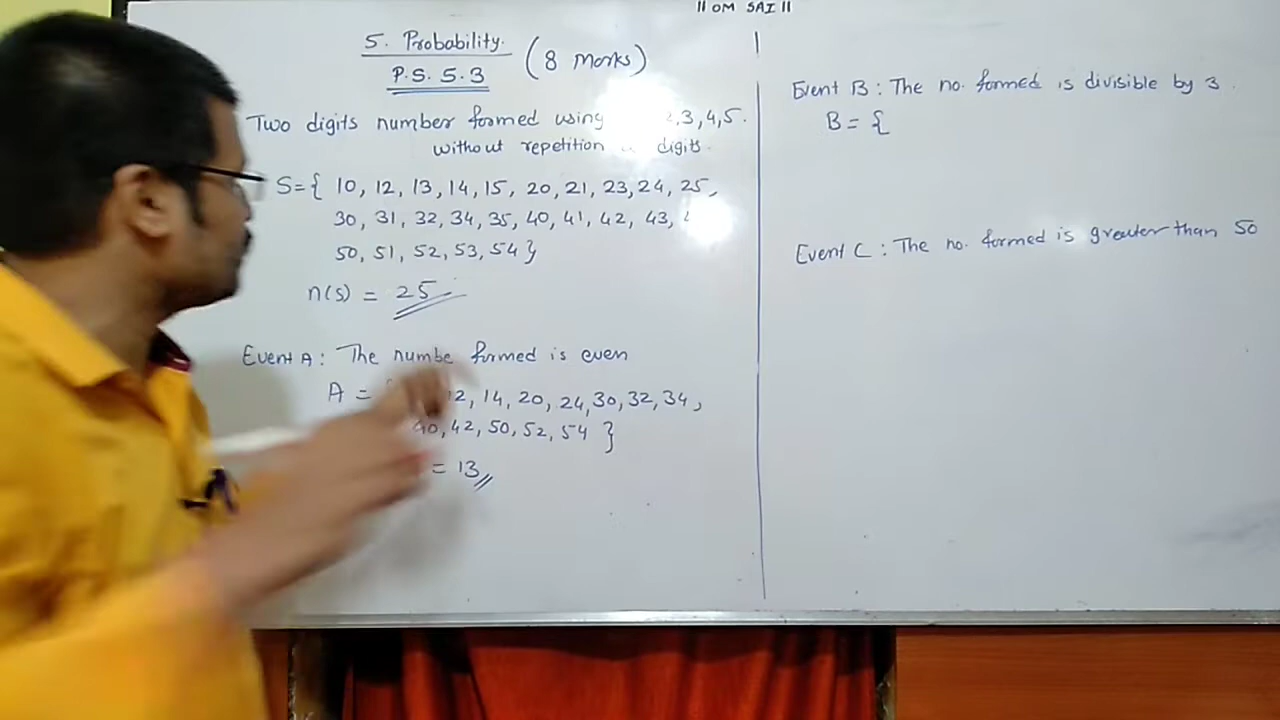 || OM SAI ||
5. Probability.
P.S. 5.3 (8 Marks)
Two digits number formed using 2,3,4,5.
without repetition digits.
S={ 10, 12, 13, 14, 15, 20, 21, 23, 24, 25,
30, 31, 32, 34, 35, 40, 41, 42, 43,
50, 51, 52, 53, 54 }
n(S) = 25
Event A : The numbe formed is even
A = 12, 14, 20, 24, 30, 32, 34,
40, 42, 50, 52, 54 }
= 13
Event B : The no. formed is divisible by 3.
B = {
Event C : The no. formed is greater than 50